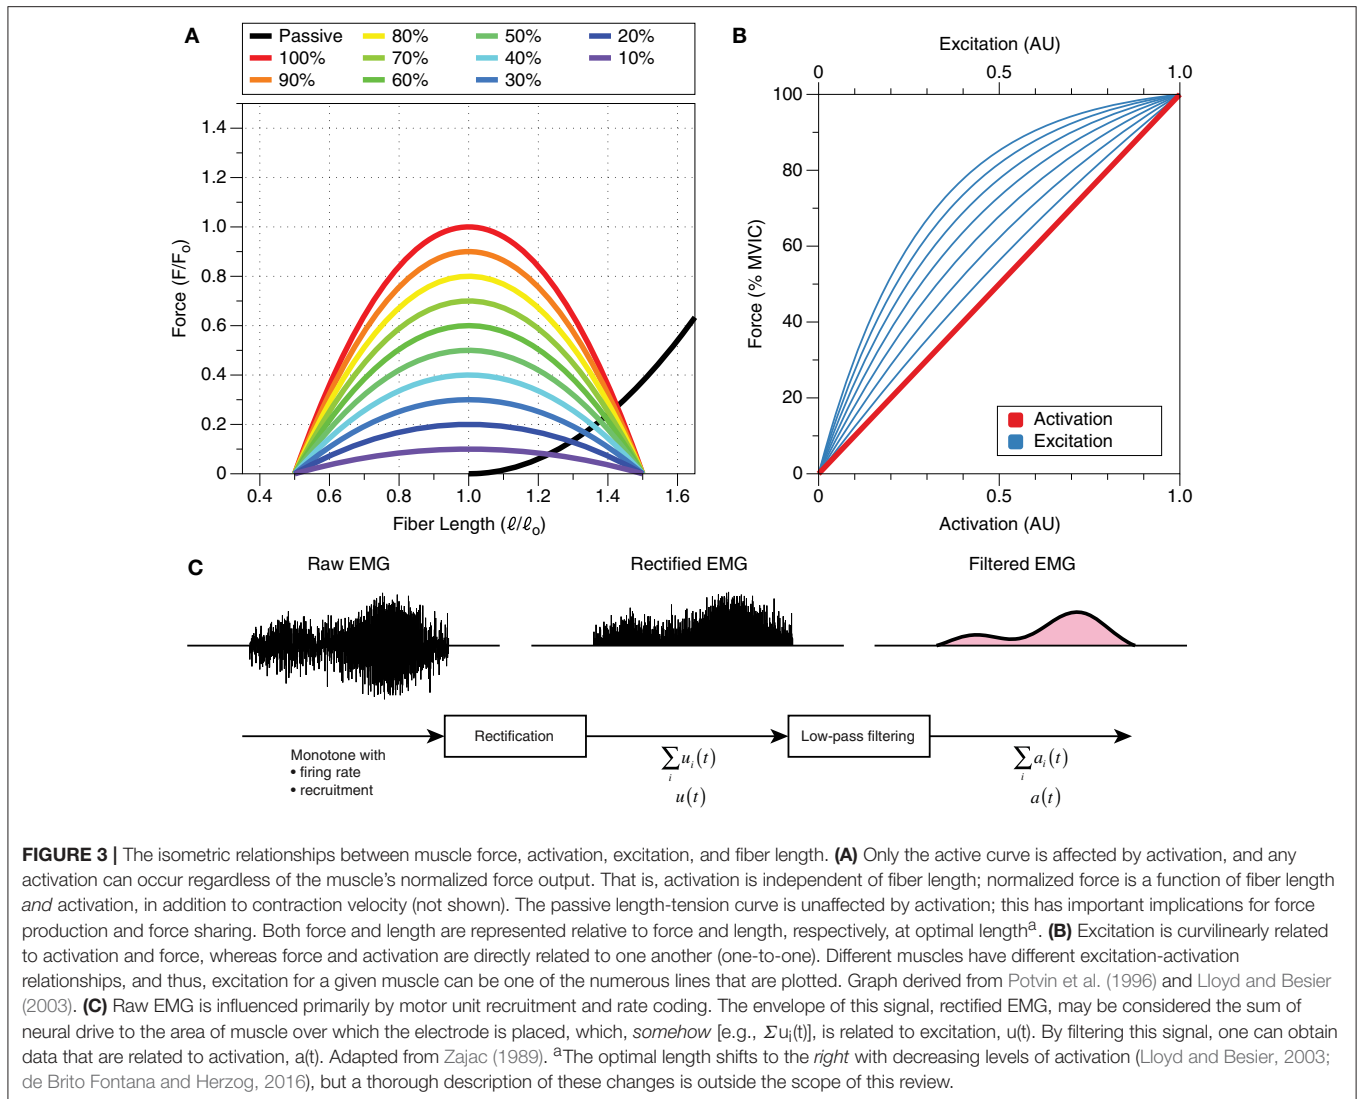 A
Passive
100%
90%
80%
70%
60%
50%
40%
30%
20%
10%
Force (F/Fo)
1.4
1.2
1.0
0.8
0.6
0.4
0.2
0
0.4 0.6 0.8 1.0 1.2 1.4 1.6
Fiber Length (ℓ/ℓo)
B
Excitation (AU)
0 0.5 1.0
Force (% MVIC)
100
80
60
40
20
0
Activation
Excitation
0 0.5 1.0
Activation (AU)
C
Raw EMG
Rectified EMG
Filtered EMG
Monotone with
• firing rate
• recruitment
Rectification
∑i ui(t)
u(t)
Low-pass filtering
∑i ai(t)
a(t)
FIGURE 3 | The isometric relationships between muscle force, activation, excitation, and fiber length. (A) Only the active curve is affected by activation, and any
activation can occur regardless of the muscle's normalized force output. That is, activation is independent of fiber length; normalized force is a function of fiber length
and activation, in addition to contraction velocity (not shown). The passive length-tension curve is unaffected by activation; this has important implications for force
production and force sharing. Both force and length are represented relative to force and length, respectively, at optimal lengthᵃ. (B) Excitation is curvilinearly related
to activation and force, whereas force and activation are directly related to one another (one-to-one). Different muscles have different excitation-activation
relationships, and thus, excitation for a given muscle can be one of the numerous lines that are plotted. Graph derived from Potvin et al. (1996) and Lloyd and Besier
(2003). (C) Raw EMG is influenced primarily by motor unit recruitment and rate coding. The envelope of this signal, rectified EMG, may be considered the sum of
neural drive to the area of muscle over which the electrode is placed, which, somehow [e.g., Σui(t)], is related to excitation, u(t). By filtering this signal, one can obtain
data that are related to activation, a(t). Adapted from Zajac (1989). ᵃThe optimal length shifts to the right with decreasing levels of activation (Lloyd and Besier, 2003;
de Brito Fontana and Herzog, 2016), but a thorough description of these changes is outside the scope of this review.